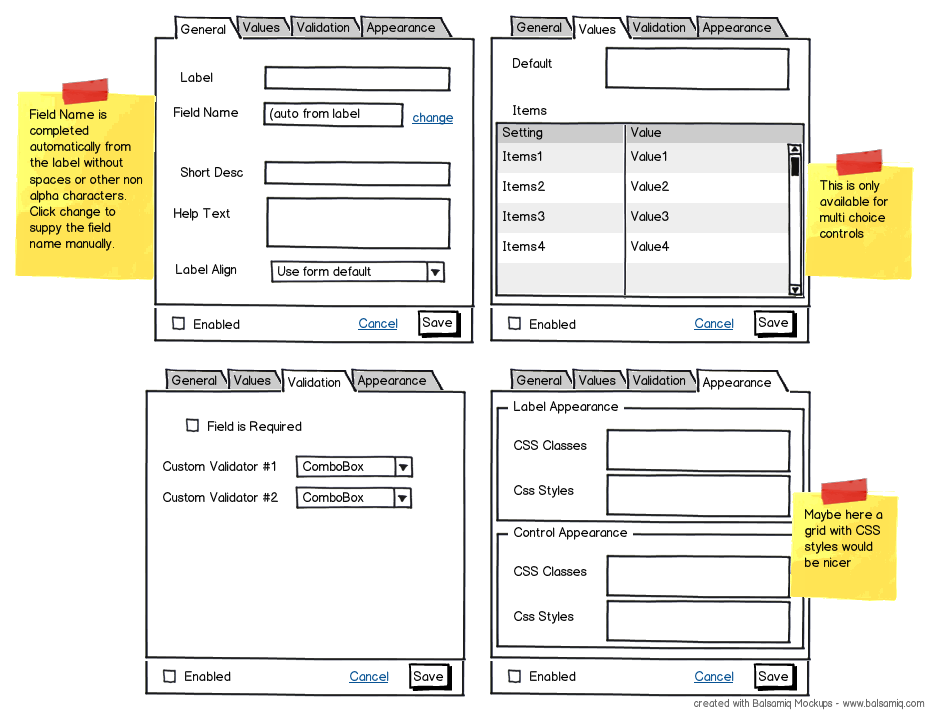 General Values Validation Appearance
Label
Field Name (auto from label change
Short Desc
Help Text
Label Align Use form default
Enabled Cancel Save
Field Name is
completed
automatically from
the label without
spaces or other non
alpha characters.
Click change to
suppy the field
name manually.
General Values Validation Appearance
Default
Items
Setting Value
Items1 Value1
Items2 Value2
Items3 Value3
Items4 Value4
Enabled Cancel Save
This is only
available for
multi choice
controls
General Values Validation Appearance
Field is Required
Custom Validator #1 ComboBox
Custom Validator #2 ComboBox
Enabled Cancel Save
General Values Validation Appearance
Label Appearance
CSS Classes
Css Styles
Control Appearance
CSS Classes
Css Styles
Enabled Cancel Save
Maybe here a
grid with CSS
styles would
be nicer
created with Balsamiq Mockups - www.balsamiq.com